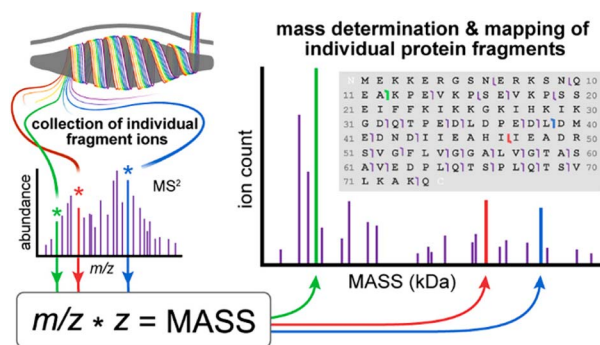 mass determination & mapping of
individual protein fragments
collection of individual
fragment ions
MS²
abundance
m/z
ion count
MASS (kDa)
N M E K K E R G S N E R K S N Q 10
11 E A K P E V K P S E V K P S S 20
21 E I F F K I K K G K I H K I K 30
31 G D Q T P E D L D P E D L D M 40
41 E D N D I I E A H I I E A D R 50
51 S V G F L V G G A L V G T A S 60
61 A V E D P L Q T S P L Q T S V 70
71 L K A K Q C
m/z * z = MASS